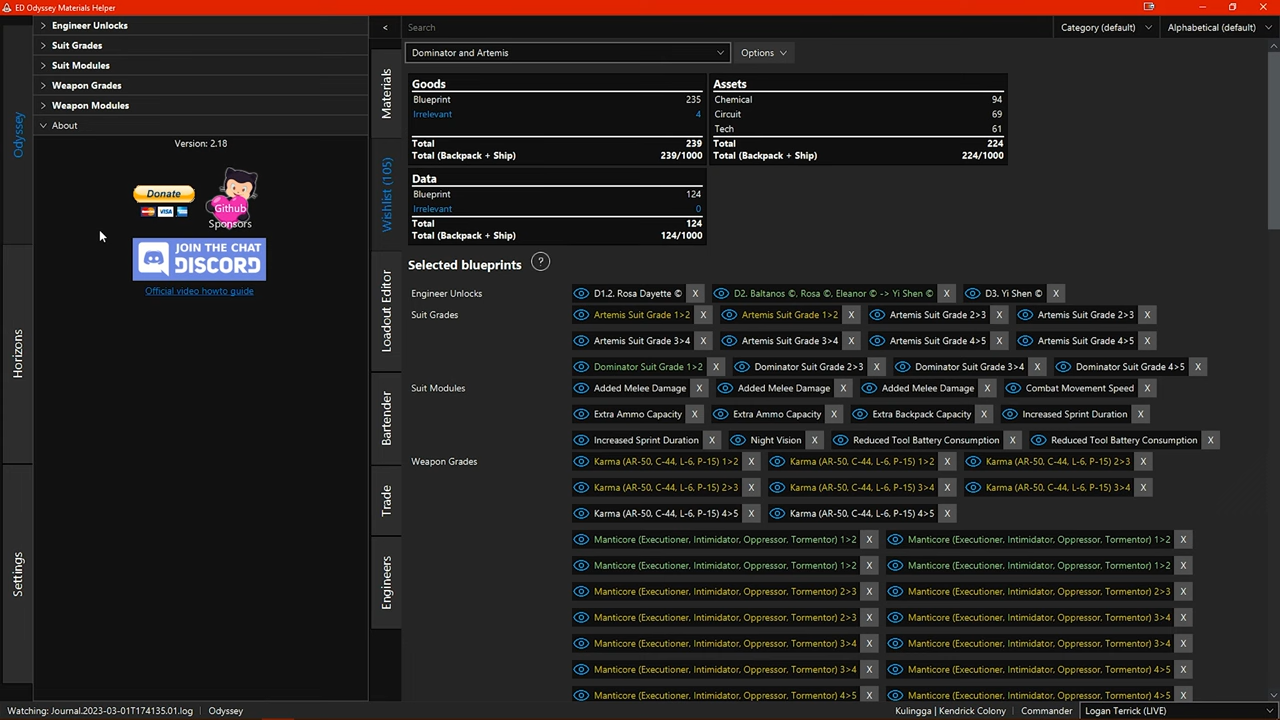 ED Odyssey Materials Helper
Odyssey
Horizons
Settings
Engineer Unlocks
Suit Grades
Suit Modules
Weapon Grades
Weapon Modules
About
Version: 2.18
Donate
VISA
Github
Sponsors
JOIN THE CHAT
DISCORD
Official video howto guide
<
Materials
Wishlist (105)
Loadout Editor
Bartender
Trade
Engineers
Search
Category (default)
Alphabetical (default)
Dominator and Artemis
Options
Goods
Blueprint 235
Irrelevant 4
Total 239
Total (Backpack + Ship) 239/1000
Assets
Chemical 94
Circuit 69
Tech 61
Total 224
Total (Backpack + Ship) 224/1000
Data
Blueprint 124
Irrelevant 0
Total 124
Total (Backpack + Ship) 124/1000
Selected blueprints ?
Engineer Unlocks D1.2. Rosa Dayette © X D2. Baltanos ©, Rosa ©, Eleanor © -> Yi Shen © X D3. Yi Shen © X
Suit Grades Artemis Suit Grade 1>2 X Artemis Suit Grade 1>2 X Artemis Suit Grade 2>3 X Artemis Suit Grade 2>3 X
Artemis Suit Grade 3>4 X Artemis Suit Grade 3>4 X Artemis Suit Grade 4>5 X Artemis Suit Grade 4>5 X
Dominator Suit Grade 1>2 X Dominator Suit Grade 2>3 X Dominator Suit Grade 3>4 X Dominator Suit Grade 4>5 X
Suit Modules Added Melee Damage X Added Melee Damage X Added Melee Damage X Combat Movement Speed X
Extra Ammo Capacity X Extra Ammo Capacity X Extra Backpack Capacity X Increased Sprint Duration X
Increased Sprint Duration X Night Vision X Reduced Tool Battery Consumption X Reduced Tool Battery Consumption X
Weapon Grades Karma (AR-50, C-44, L-6, P-15) 1>2 X Karma (AR-50, C-44, L-6, P-15) 1>2 X Karma (AR-50, C-44, L-6, P-15) 2>3 X
Karma (AR-50, C-44, L-6, P-15) 2>3 X Karma (AR-50, C-44, L-6, P-15) 3>4 X Karma (AR-50, C-44, L-6, P-15) 3>4 X
Karma (AR-50, C-44, L-6, P-15) 4>5 X Karma (AR-50, C-44, L-6, P-15) 4>5 X
Manticore (Executioner, Intimidator, Oppressor, Tormentor) 1>2 X Manticore (Executioner, Intimidator, Oppressor, Tormentor) 1>2 X
Manticore (Executioner, Intimidator, Oppressor, Tormentor) 1>2 X Manticore (Executioner, Intimidator, Oppressor, Tormentor) 1>2 X
Manticore (Executioner, Intimidator, Oppressor, Tormentor) 2>3 X Manticore (Executioner, Intimidator, Oppressor, Tormentor) 2>3 X
Manticore (Executioner, Intimidator, Oppressor, Tormentor) 2>3 X Manticore (Executioner, Intimidator, Oppressor, Tormentor) 3>4 X
Manticore (Executioner, Intimidator, Oppressor, Tormentor) 3>4 X Manticore (Executioner, Intimidator, Oppressor, Tormentor) 3>4 X
Manticore (Executioner, Intimidator, Oppressor, Tormentor) 3>4 X Manticore (Executioner, Intimidator, Oppressor, Tormentor) 4>5 X
Manticore (Executioner, Intimidator, Oppressor, Tormentor) 4>5 X Manticore (Executioner, Intimidator, Oppressor, Tormentor) 4>5 X
Watching: Journal.2023-03-01T174135.01.log Odyssey Kulingga | Kendrick Colony Commander Logan Terrick (LIVE)